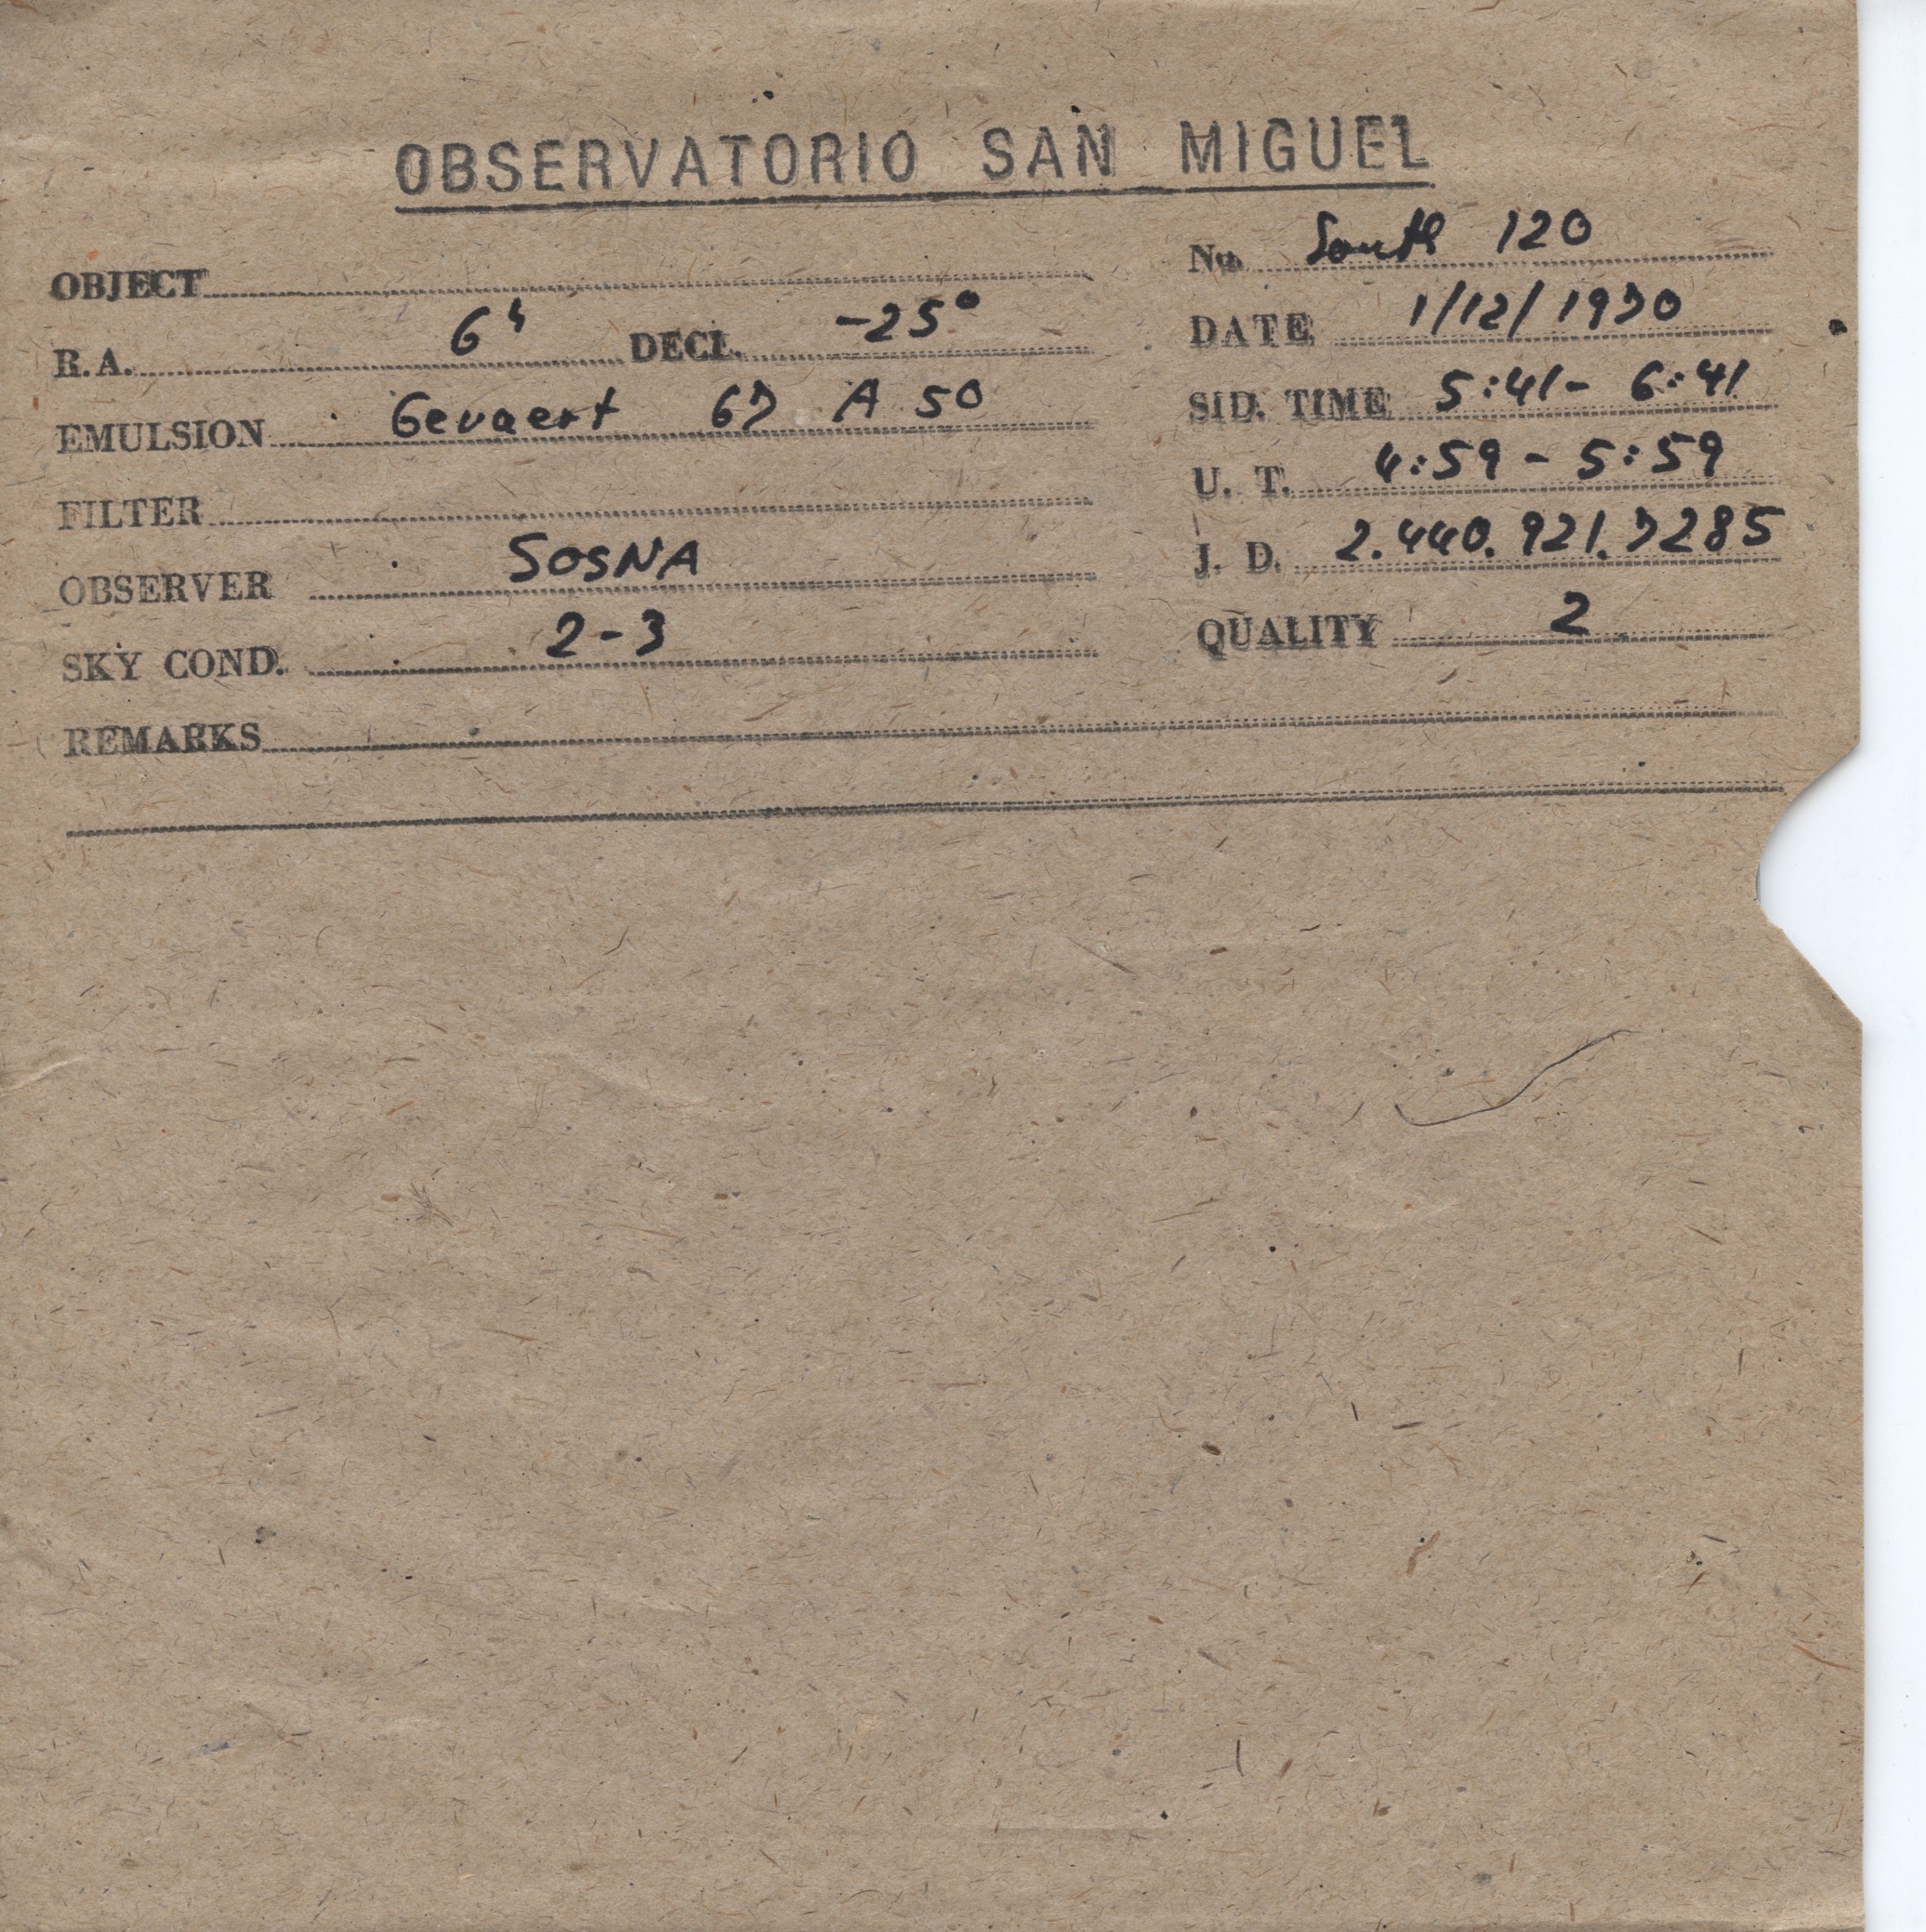 OBSERVATORIO SAN MIGUEL
OBJECT
R.A. 6h DECL. -25°
EMULSION Gevaert 67 A 50
FILTER
OBSERVER SOSNA
SKY COND. 2-3
REMARKS
No. South 120
DATE 1/12/1970
SID. TIME 5:41 - 6:41
U. T. 4:59 - 5:59
J. D. 2.440.921.7285
QUALITY 2